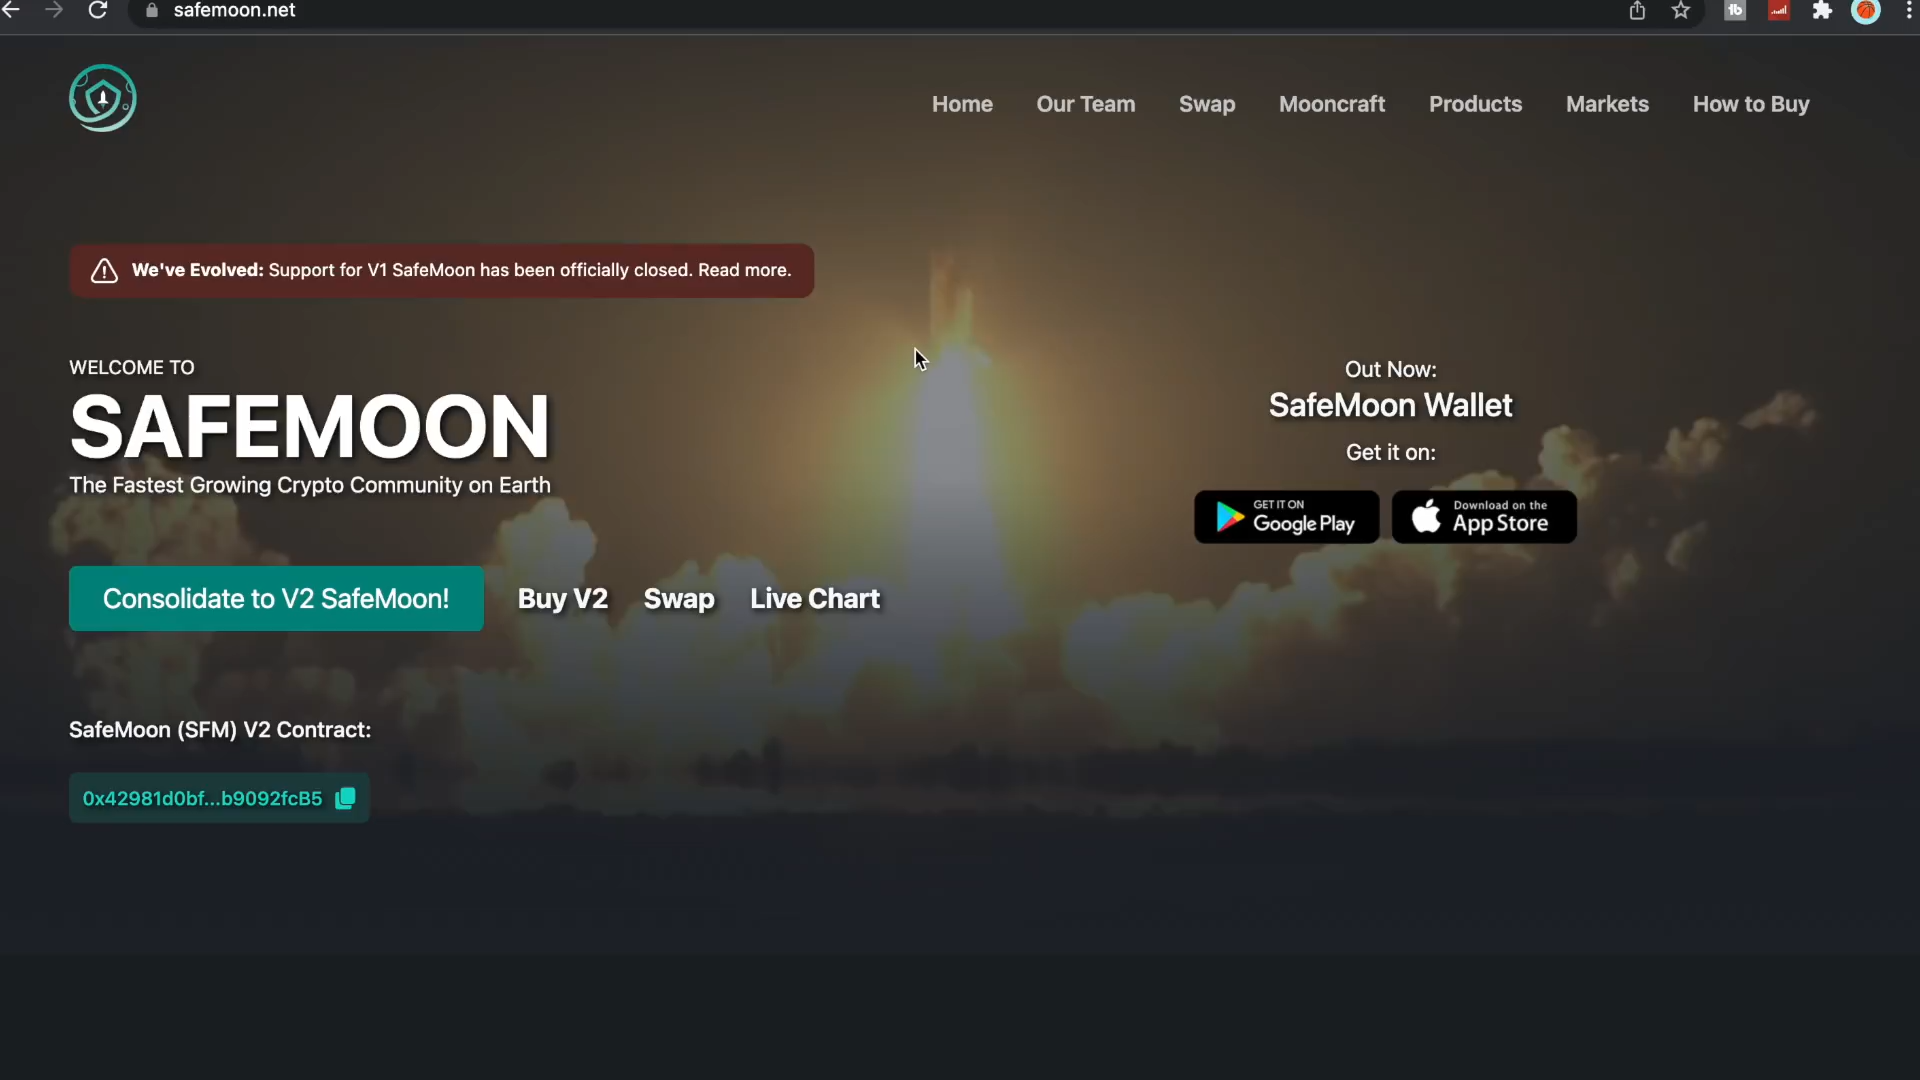 safemoon.net
Home Our Team Swap Mooncraft Products Markets How to Buy
We've Evolved: Support for V1 SafeMoon has been officially closed. Read more.
WELCOME TO
SAFEMOON
The Fastest Growing Crypto Community on Earth
Out Now:
SafeMoon Wallet
Get it on:
GET IT ON
Google Play
Download on the
App Store
Consolidate to V2 SafeMoon! Buy V2 Swap Live Chart
SafeMoon (SFM) V2 Contract:
0x42981d0bf...b9092fcB5